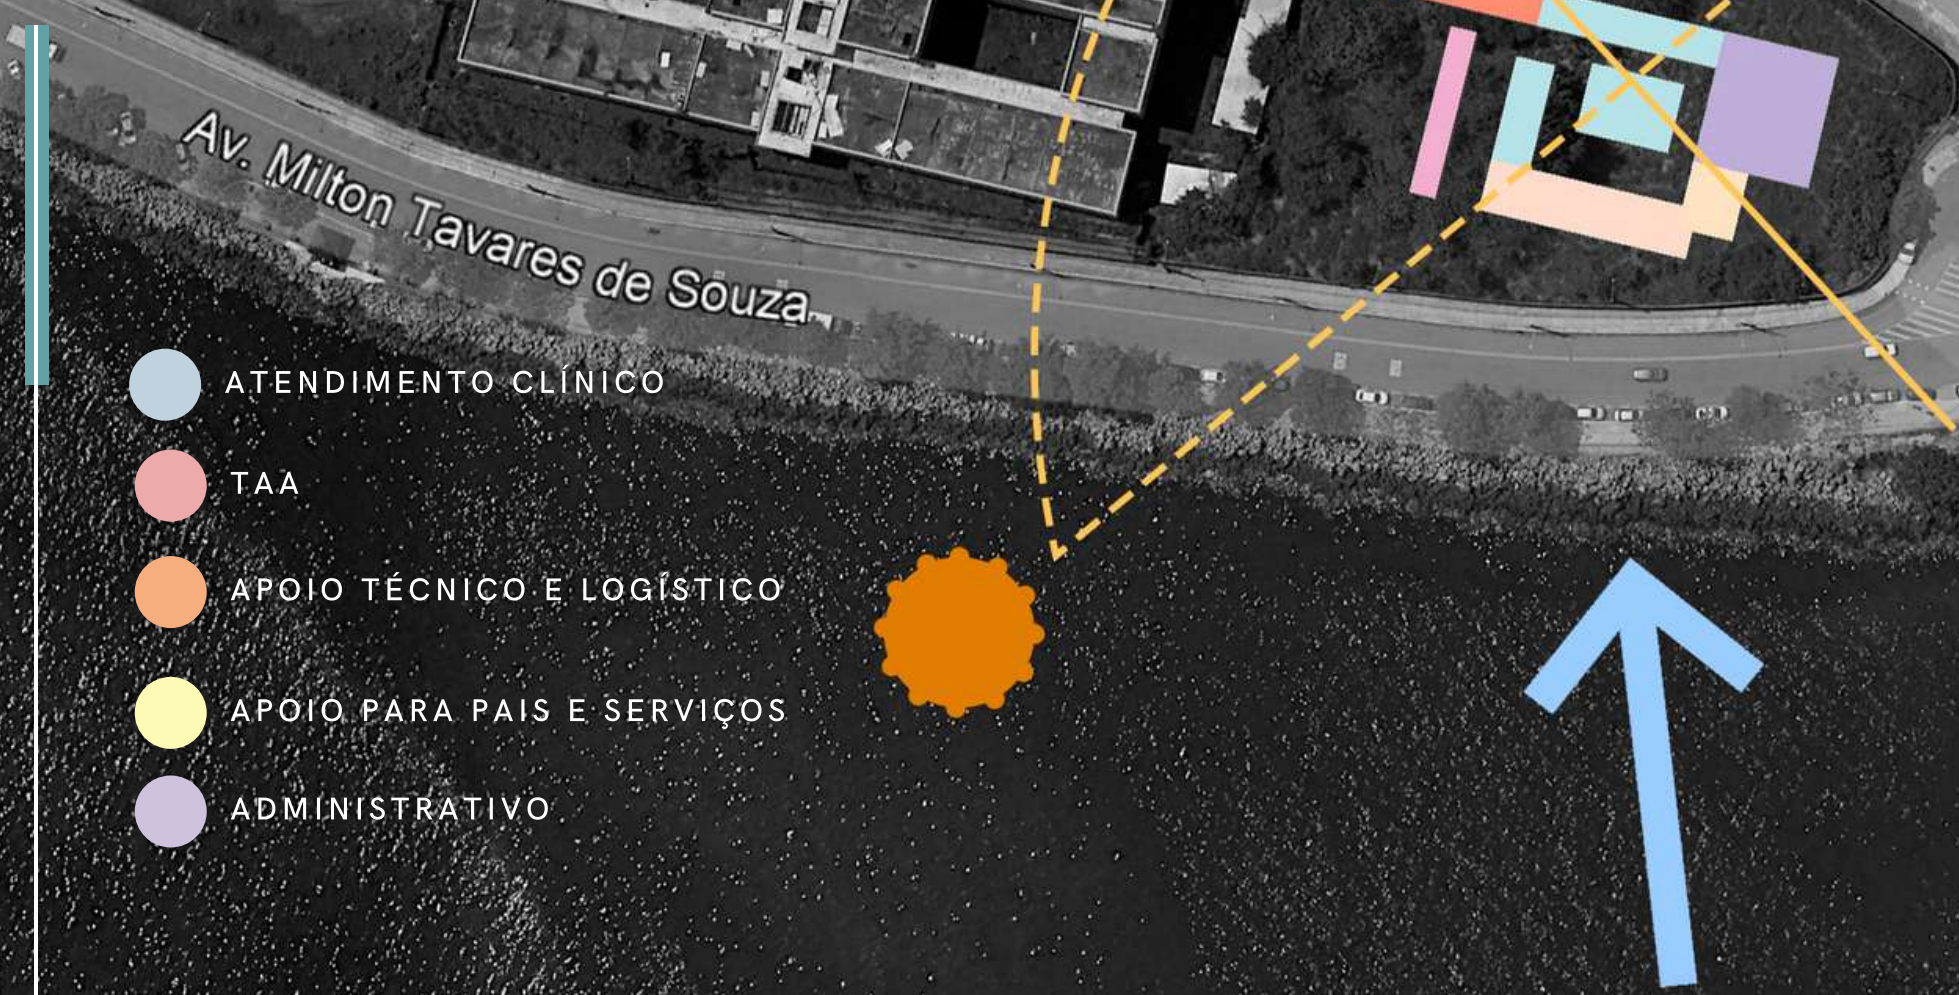 Av. Milton Tavares de Souza
ATENDIMENTO CLÍNICO
TAA
APOIO TÉCNICO E LOGÍSTICO
APOIO PARA PAIS E SERVIÇOS
ADMINISTRATIVO